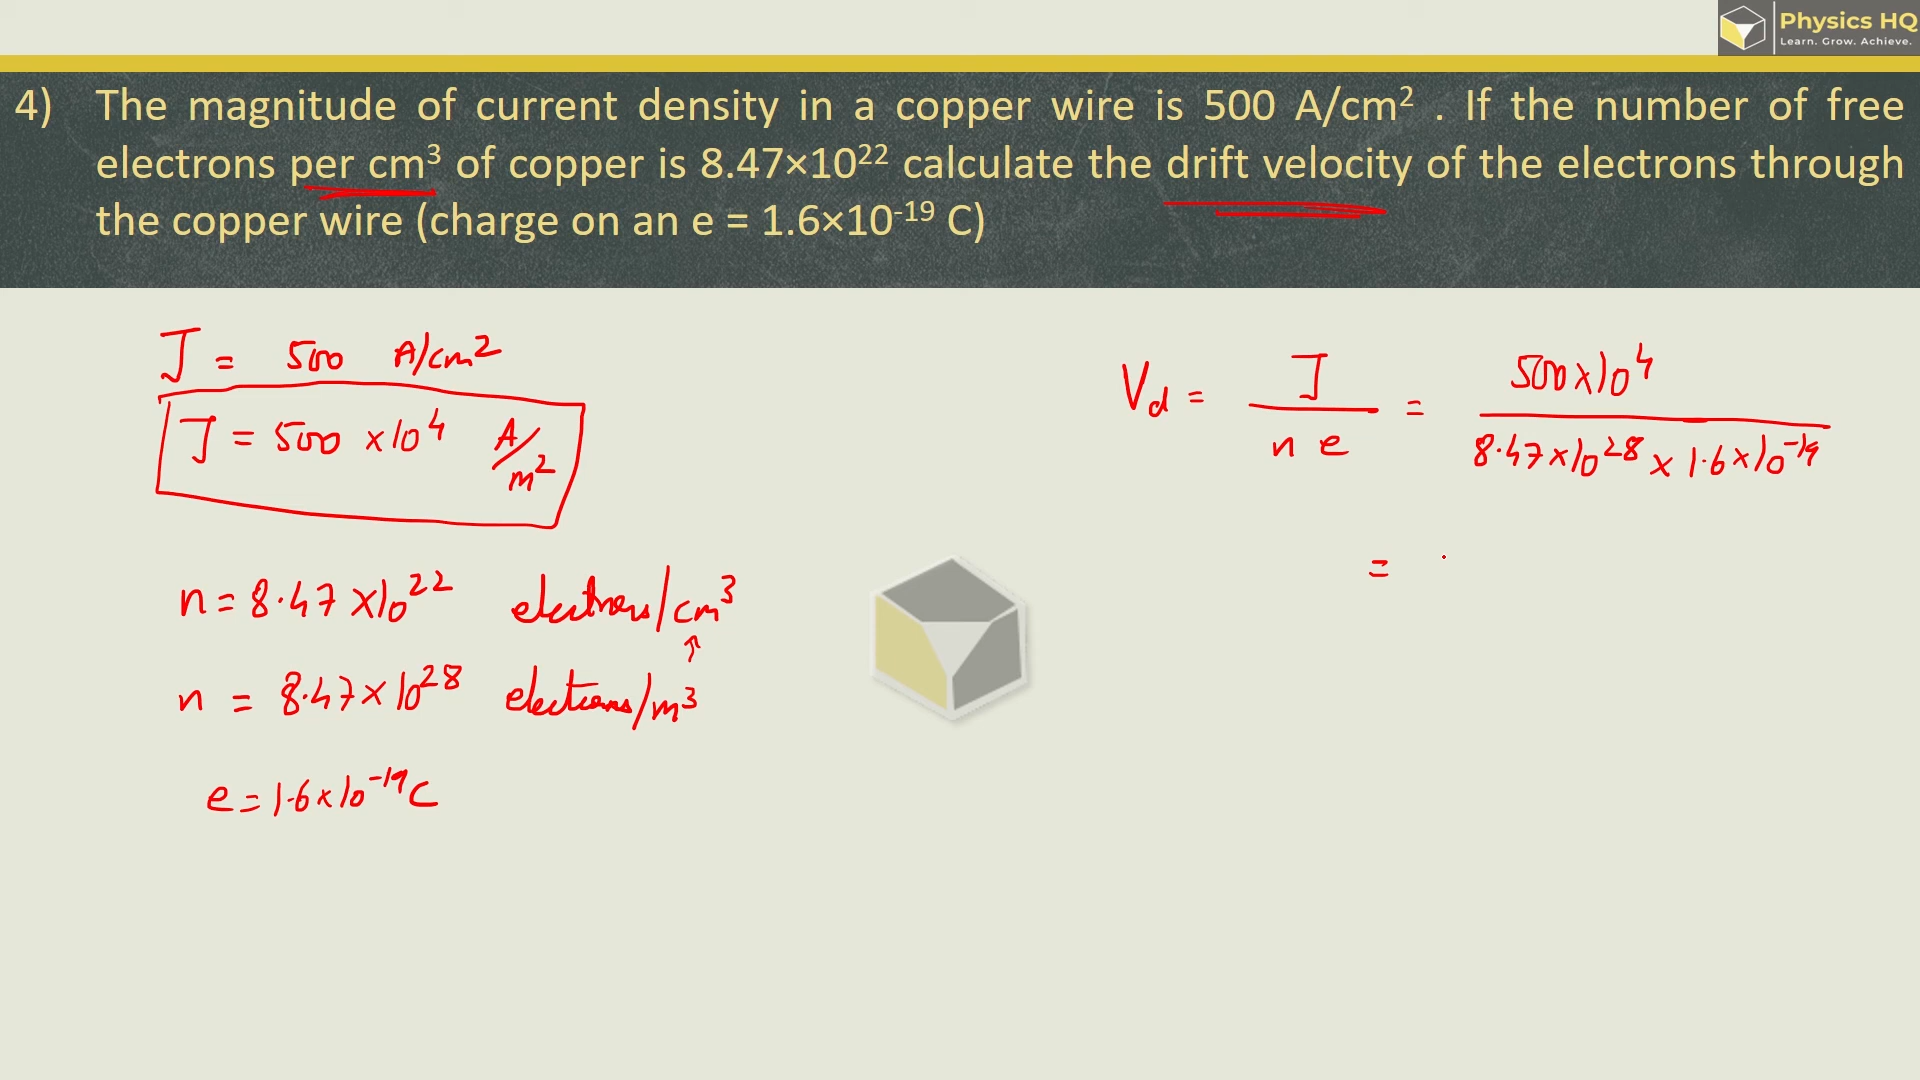 Physics HQ
Learn. Grow. Achieve.
4) The magnitude of current density in a copper wire is 500 A/cm² . If the number of free
electrons per cm³ of copper is 8.47×10²² calculate the drift velocity of the electrons through
the copper wire (charge on an e = 1.6×10⁻¹⁹ C)
J = 500 A/cm²
J = 500 ×10⁴ A/m²
n = 8.47 ×10²² electrons/cm³
n = 8.47 × 10²⁸ electrons/m³
e = 1.6 × 10⁻¹⁹ C
V_d = J / n e = 500 × 10⁴ / 8.47 × 10²⁸ × 1.6 × 10⁻¹⁹
=